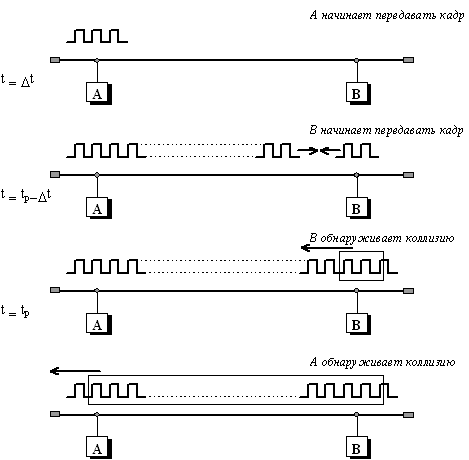 А начинает передавать кадр
t = Δt
A
B
B начинает передавать кадр
t = tp−Δt
A
B
B обнаруживает коллизию
t = tp
A
B
А обнаруживает коллизию
A
B